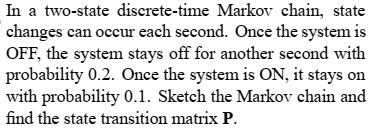 In a two-state discrete-time Markov chain, state
changes can occur each second. Once the system is
OFF, the system stays off for another second with
probability 0.2. Once the system is ON, it stays on
with probability 0.1. Sketch the Markov chain and
find the state transition matrix P.